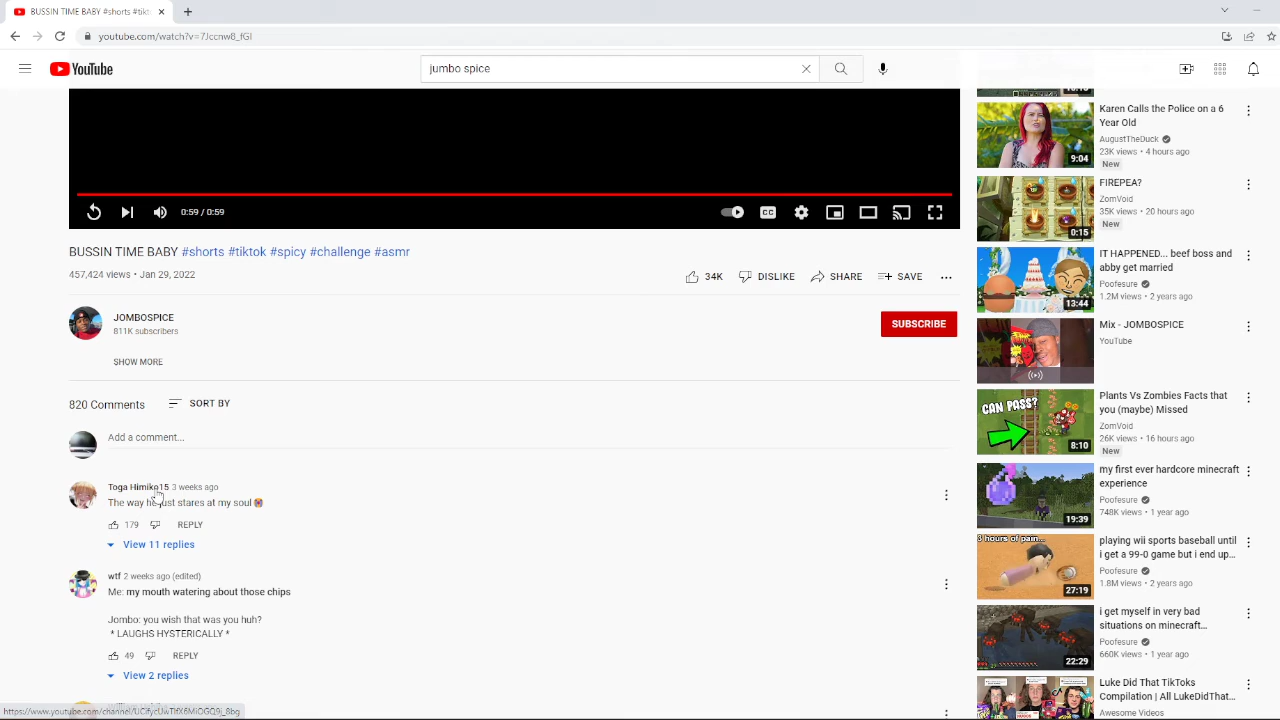 BUSSIN TIME BABY #shorts #tik
youtube.com/watch?v=7Jccnw8_fGI
YouTube
jumbo spice
0:59 / 0:59
CC
BUSSIN TIME BABY #shorts #tiktok #spicy #challenge #asmr
457,424 views • Jan 29, 2022
34K
DISLIKE
SHARE
SAVE
JOMBOSPICE
811K subscribers
SUBSCRIBE
SHOW MORE
820 Comments
SORT BY
Add a comment...
Toga Himiko15 3 weeks ago
The way he just stares at my soul
179
REPLY
View 11 replies
wtf 2 weeks ago (edited)
Me: my mouth watering about those chips
Jombo: you wish that was you huh?
* LAUGHS HYSTERICALLY *
49
REPLY
View 2 replies
Karen Calls the Police on a 6
Year Old
AugustTheDuck
23K views • 4 hours ago
New
9:04
FIREPEA?
ZomVoid
35K views • 20 hours ago
New
0:15
IT HAPPENED... beef boss and
abby get married
Poofesure
1.2M views • 2 years ago
13:44
Mix - JOMBOSPICE
YouTube
CAN PASS?
8:10
Plants Vs Zombies Facts that
you (maybe) Missed
ZomVoid
26K views • 16 hours ago
New
my first ever hardcore minecraft
experience
Poofesure
748K views • 1 year ago
19:39
3 hours of pain...
27:19
playing wii sports baseball until
i get a 99-0 game but i end up...
Poofesure
1.8M views • 2 years ago
i get myself in very bad
situations on minecraft...
Poofesure
660K views • 1 year ago
22:29
Luke Did That TikToks
Compilation | All LukeDidThat...
Awesome Videos